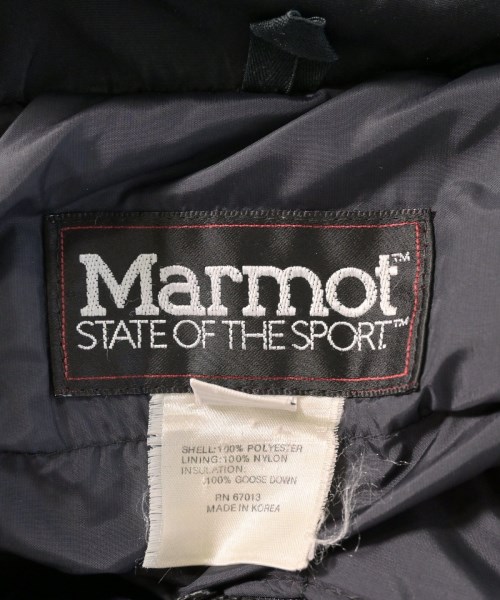 Marmot™
STATE OF THE SPORT™
SHELL:100% POLYESTER
LINING:100% NYLON
INSULATION:
:100% GOOSE DOWN
RN 67013
MADE IN KOREA